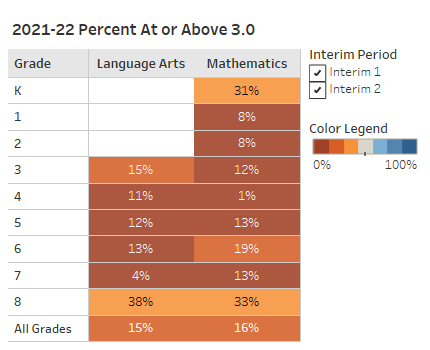 2021-22 Percent At or Above 3.0
Grade Language Arts Mathematics
K 31%
1 8%
2 8%
3 15% 12%
4 11% 1%
5 12% 13%
6 13% 19%
7 4% 13%
8 38% 33%
All Grades 15% 16%
Interim Period
Interim 1
Interim 2
Color Legend
0% 100%